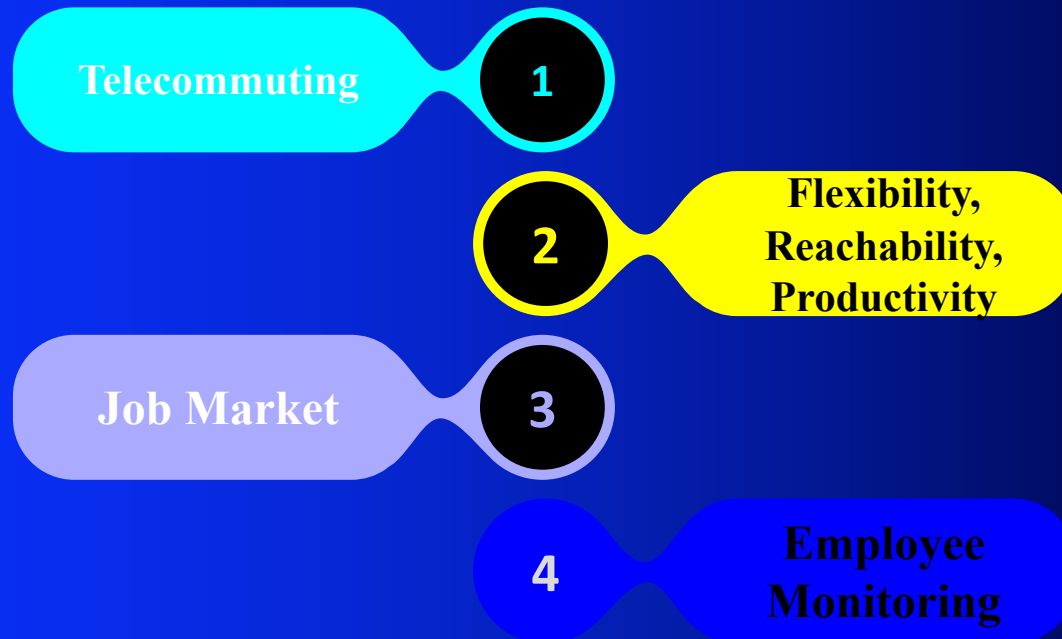 Telecommuting
1
2
Flexibility,
Reachability,
Productivity
Job Market
3
4
Employee
Monitoring